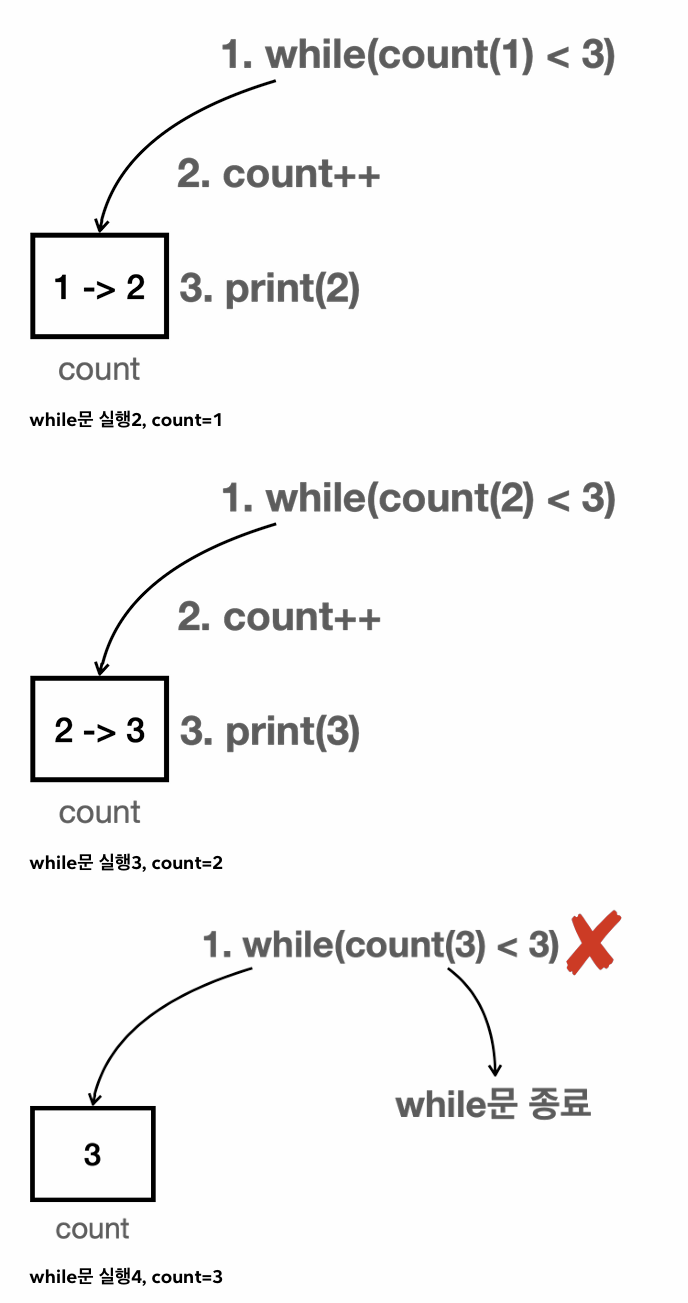 1. while(count(1) < 3)
2. count++
1 -> 2
3. print(2)
count
while문 실행2, count=1
1. while(count(2) < 3)
2. count++
2 -> 3
3. print(3)
count
while문 실행3, count=2
1. while(count(3) < 3)
while문 종료
3
count
while문 실행4, count=3